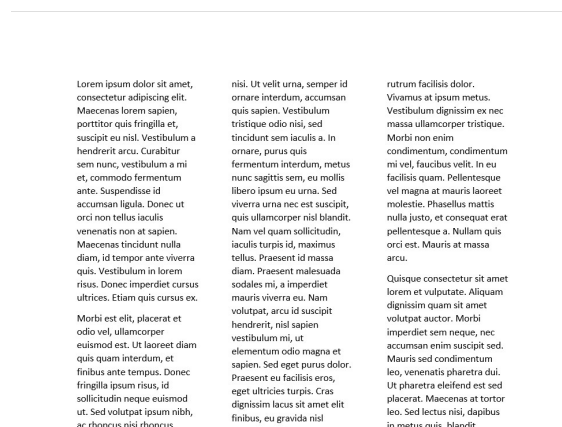 Lorem ipsum dolor sit amet,
consectetur adipiscing elit.
Maecenas lorem sapien,
porttitor quis fringilla et,
suscipit eu nisl. Vestibulum a
hendrerit arcu. Curabitur
sem nunc, vestibulum a mi
et, commodo fermentum
ante. Suspendisse id
accumsan ligula. Donec ut
orci non tellus iaculis
venenatis non at sapien.
Maecenas tincidunt nulla
diam, id tempor ante viverra
quis. Vestibulum in lorem
risus. Donec imperdiet cursus
ultrices. Etiam quis cursus ex.
Morbi est elit, placerat et
odio vel, ullamcorper
euismod est. Ut laoreet diam
quis quam interdum, et
finibus ante tempus. Donec
fringilla ipsum risus, id
sollicitudin neque euismod
ut. Sed volutpat ipsum nibh,
ac rhoncus nisi rhoncus
nisi. Ut velit urna, semper id
ornare interdum, accumsan
quis sapien. Vestibulum
tristique odio nisi, sed
tincidunt sem iaculis a. In
ornare, purus quis
fermentum interdum, metus
nunc sagittis sem, eu mollis
libero ipsum eu urna. Sed
viverra urna nec est suscipit,
quis ullamcorper nisl blandit.
Nam vel quam sollicitudin,
iaculis turpis id, maximus
tellus. Praesent id massa
diam. Praesent malesuada
sodales mi, a imperdiet
mauris viverra eu. Nam
volutpat, arcu id suscipit
hendrerit, nisl sapien
vestibulum mi, ut
elementum odio magna et
sapien. Sed eget purus dolor.
Praesent eu facilisis eros,
eget ultricies turpis. Cras
dignissim lacus sit amet elit
finibus, eu gravida nisl
rutrum facilisis dolor.
Vivamus at ipsum metus.
Vestibulum dignissim ex nec
massa ullamcorper tristique.
Morbi non enim
condimentum, condimentum
mi vel, faucibus velit. In eu
facilisis quam. Pellentesque
vel magna at mauris laoreet
molestie. Phasellus mattis
nulla justo, et consequat erat
pellentesque a. Nullam quis
orci est. Mauris at massa
arcu.
Quisque consectetur sit amet
lorem et vulputate. Aliquam
dignissim quam sit amet
volutpat auctor. Morbi
imperdiet sem neque, nec
accumsan enim suscipit sed.
Mauris sed condimentum
leo, venenatis pharetra dui.
Ut pharetra eleifend est sed
placerat. Maecenas at tortor
leo. Sed lectus nisi, dapibus
in metus quis, blandit